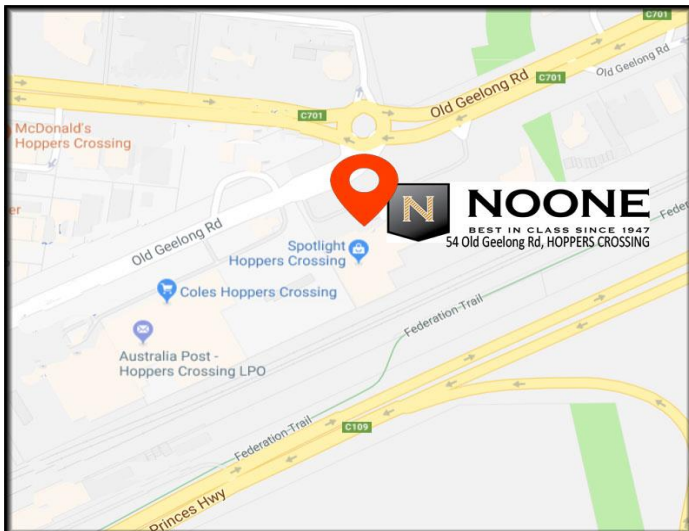 C701
Old Geelong Rd
C701
Old Geelong Rd
C701
McDonald's
Hoppers Crossing
er
N
NOONE
BEST IN CLASS SINCE 1947
54 Old Geelong Rd, HOPPERS CROSSING
Old Geelong Rd
Spotlight
Hoppers Crossing
Coles Hoppers Crossing
Federation-Trail
Australia Post -
Hoppers Crossing LPO
C109
Federation-Trail
Princes Hwy